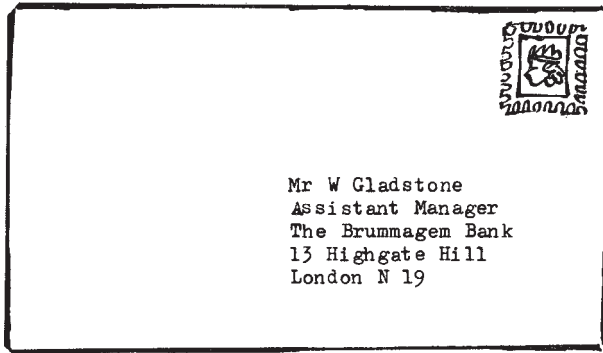 Mr W Gladstone
Assistant Manager
The Brummagem Bank
13 Highgate Hill
London N 19